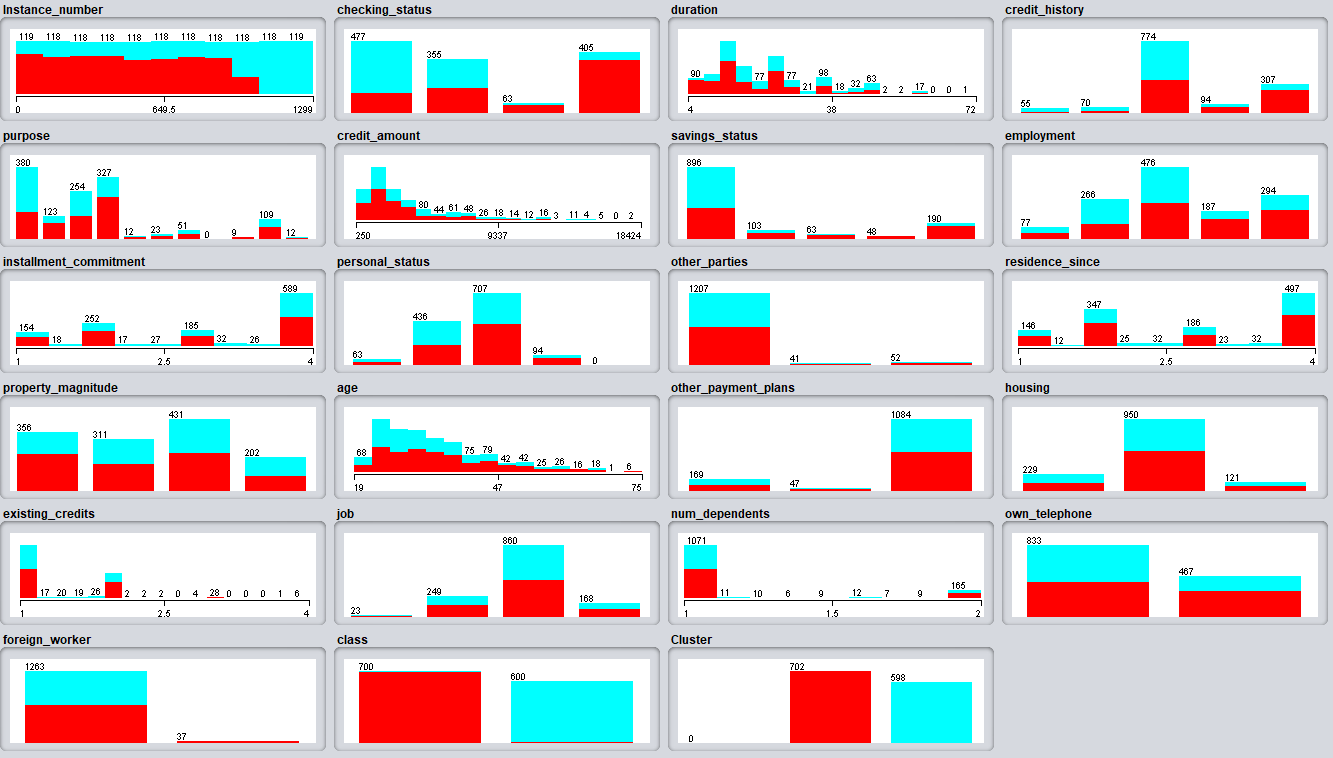 Instance_number
119 118 118 118 118 118 118 118 118 118 119
0 649.5 1299
checking_status
477 355 63 405
duration
90 77 77 21 98 18 32 63 2 2 17 0 0 1
4 38 72
credit_history
55 70 774 94 307
purpose
380 123 254 327 12 23 51 0 9 109 12
credit_amount
80 44 61 48 26 18 14 12 16 3 11 4 5 0 2
250 9337 18424
savings_status
896 103 63 48 190
employment
77 266 476 187 294
installment_commitment
154 18 252 17 27 185 32 26 589
1 2.5 4
personal_status
63 436 707 94 0
other_parties
1207 41 52
residence_since
146 12 347 25 32 186 23 32 497
1 2.5 4
property_magnitude
356 311 431 202
age
68 75 79 42 42 25 26 16 18 1 6
19 47 75
other_payment_plans
169 47 1084
housing
229 950 121
existing_credits
17 20 19 26 2 2 2 0 4 28 0 0 0 1 6
1 2.5 4
job
23 249 860 168
num_dependents
1071 11 10 6 9 12 7 9 165
1 1.5 2
own_telephone
833 467
foreign_worker
1263 37
class
700 600
Cluster
0 702 598